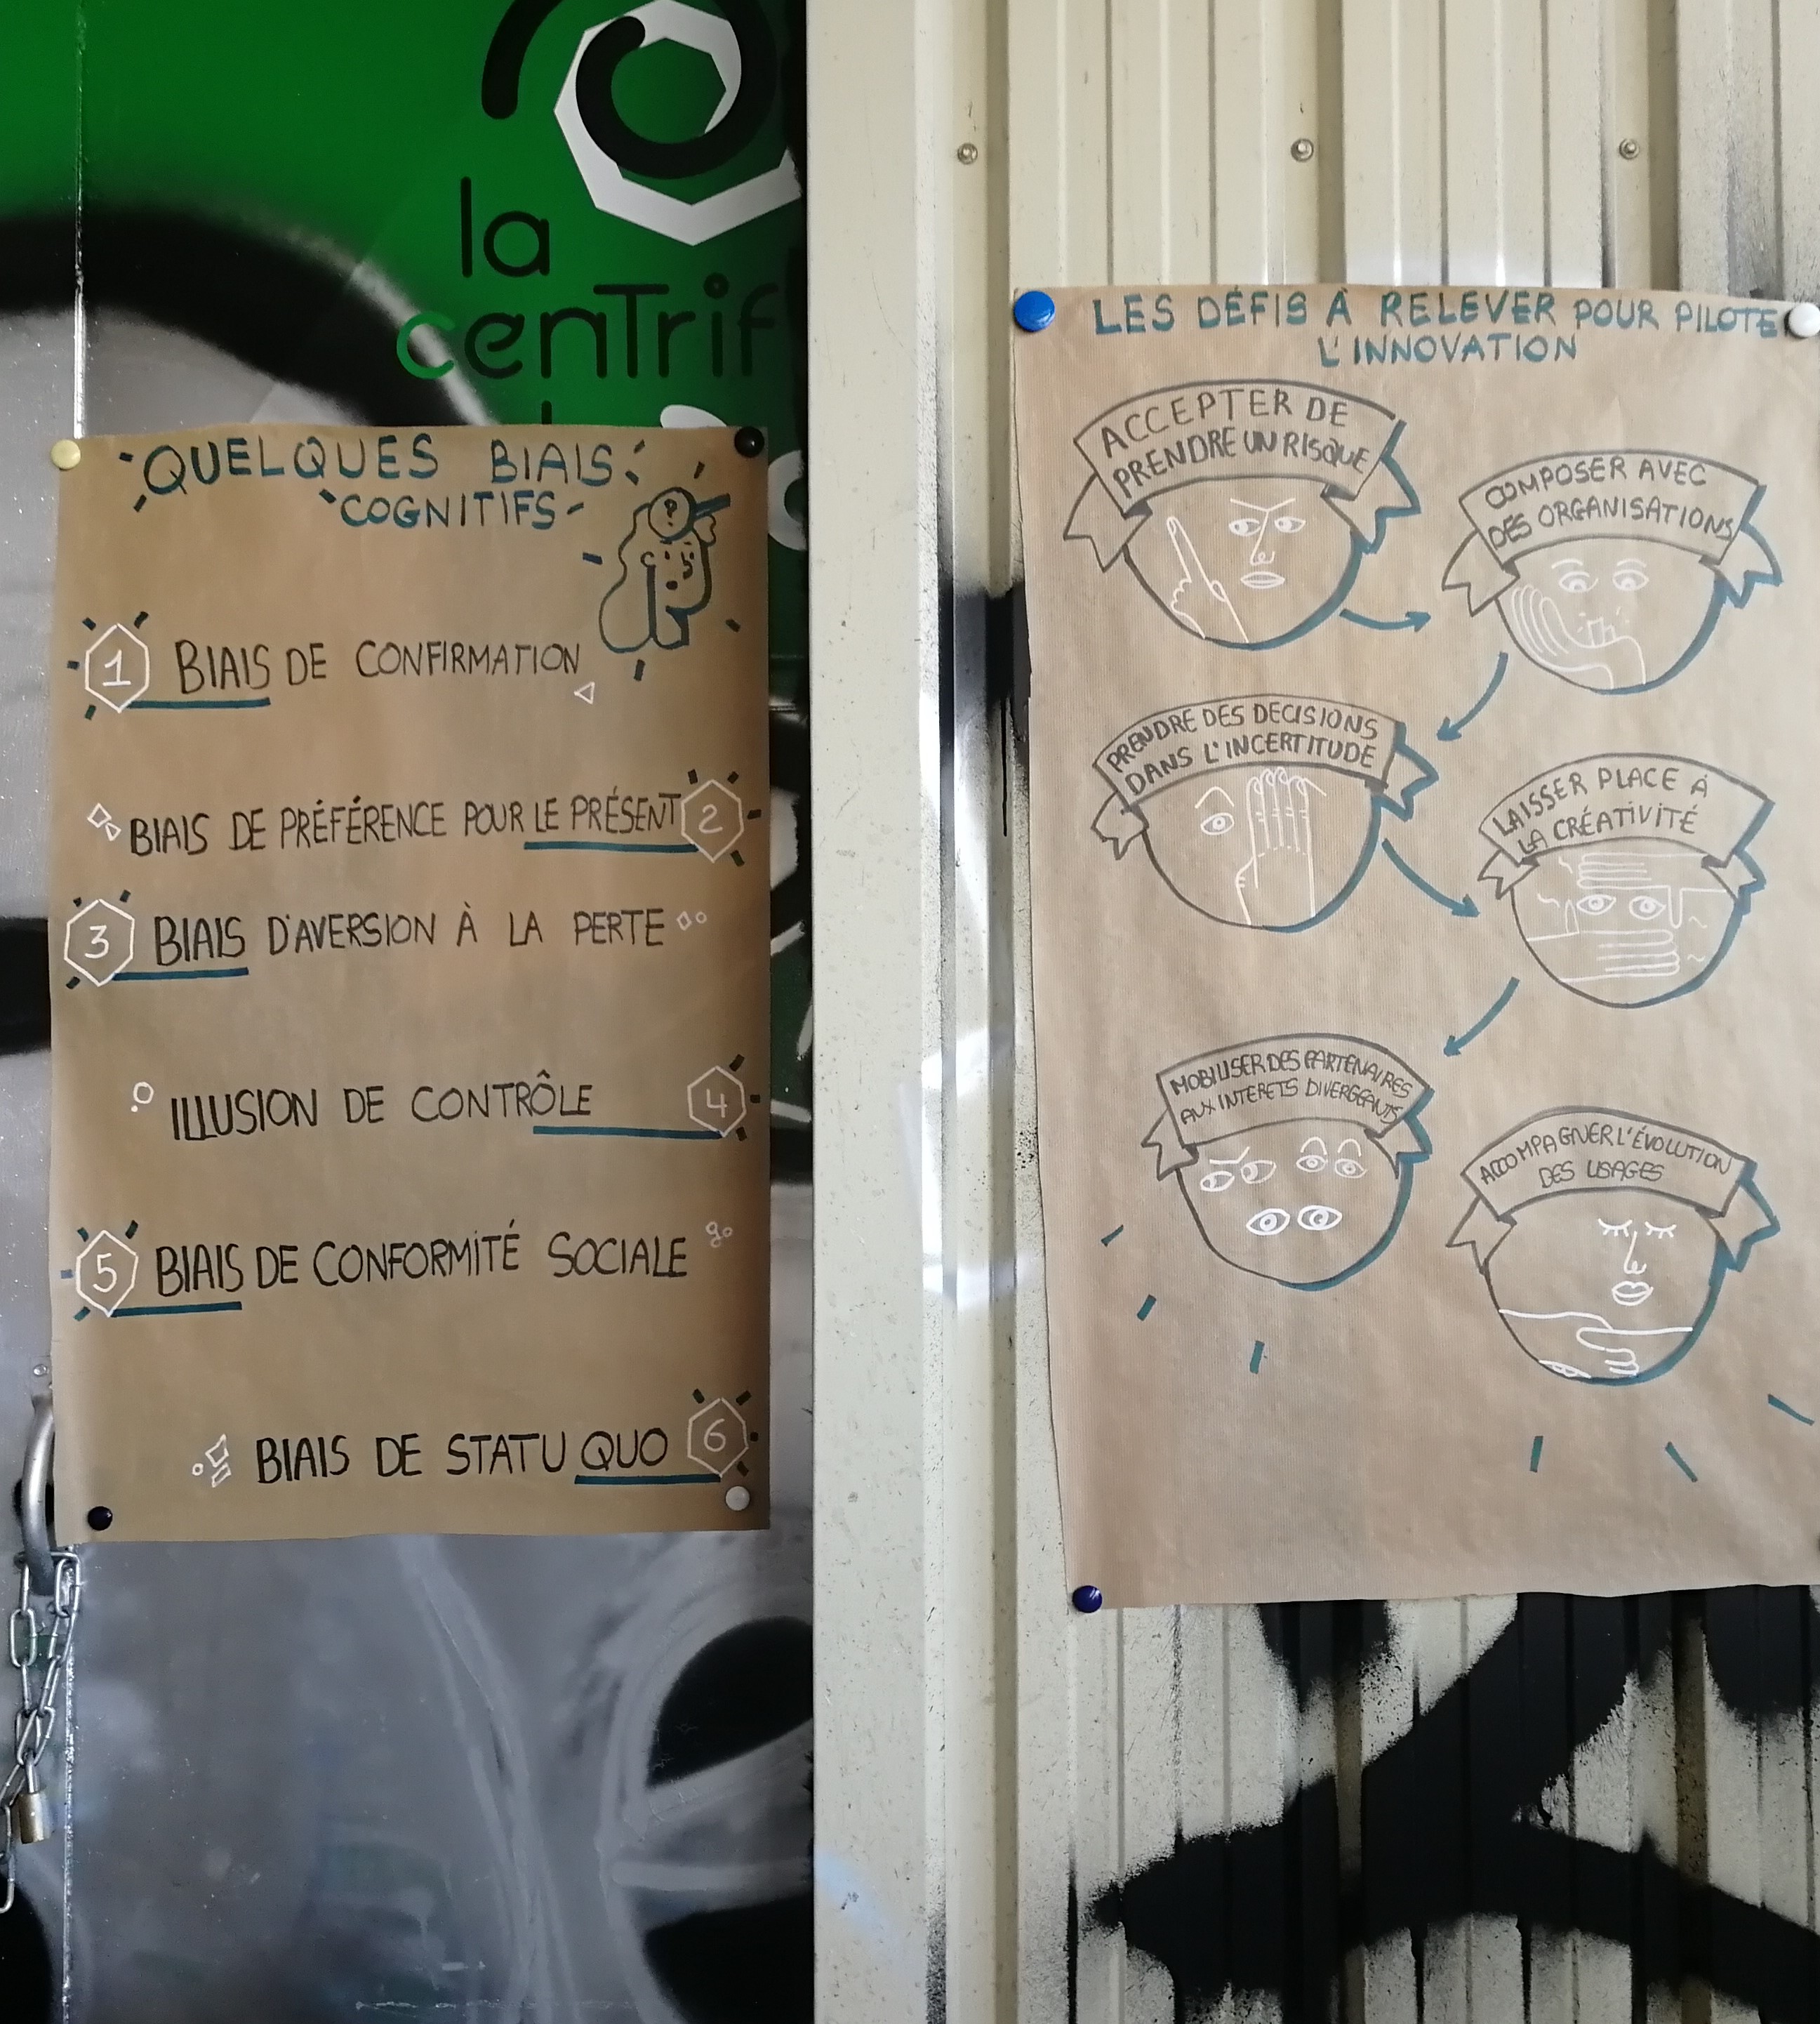 la
cenTrif
QUELQUES BIAIS
COGNITIFS
?
1 BIAIS DE CONFIRMATION
BIAIS DE PRÉFÉRENCE POUR LE PRÉSENT 2
3 BIAIS D'AVERSION À LA PERTE
ILLUSION DE CONTRÔLE 4
5 BIAIS DE CONFORMITÉ SOCIALE
BIAIS DE STATU QUO 6
LES DÉFIS À RELEVER POUR PILOTE
L'INNOVATION
ACCEPTER DE
PRENDRE UN RISQUE
COMPOSER AVEC
DES ORGANISATIONS
PRENDRE DES DECISIONS
DANS L'INCERTITUDE
LAISSER PLACE À
LA CRÉATIVITÉ
MOBILISER DES PARTENAIRES
AUX INTERETS DIVERGEANTS
ACCOMPAGNER L'ÉVOLUTION
DES USAGES